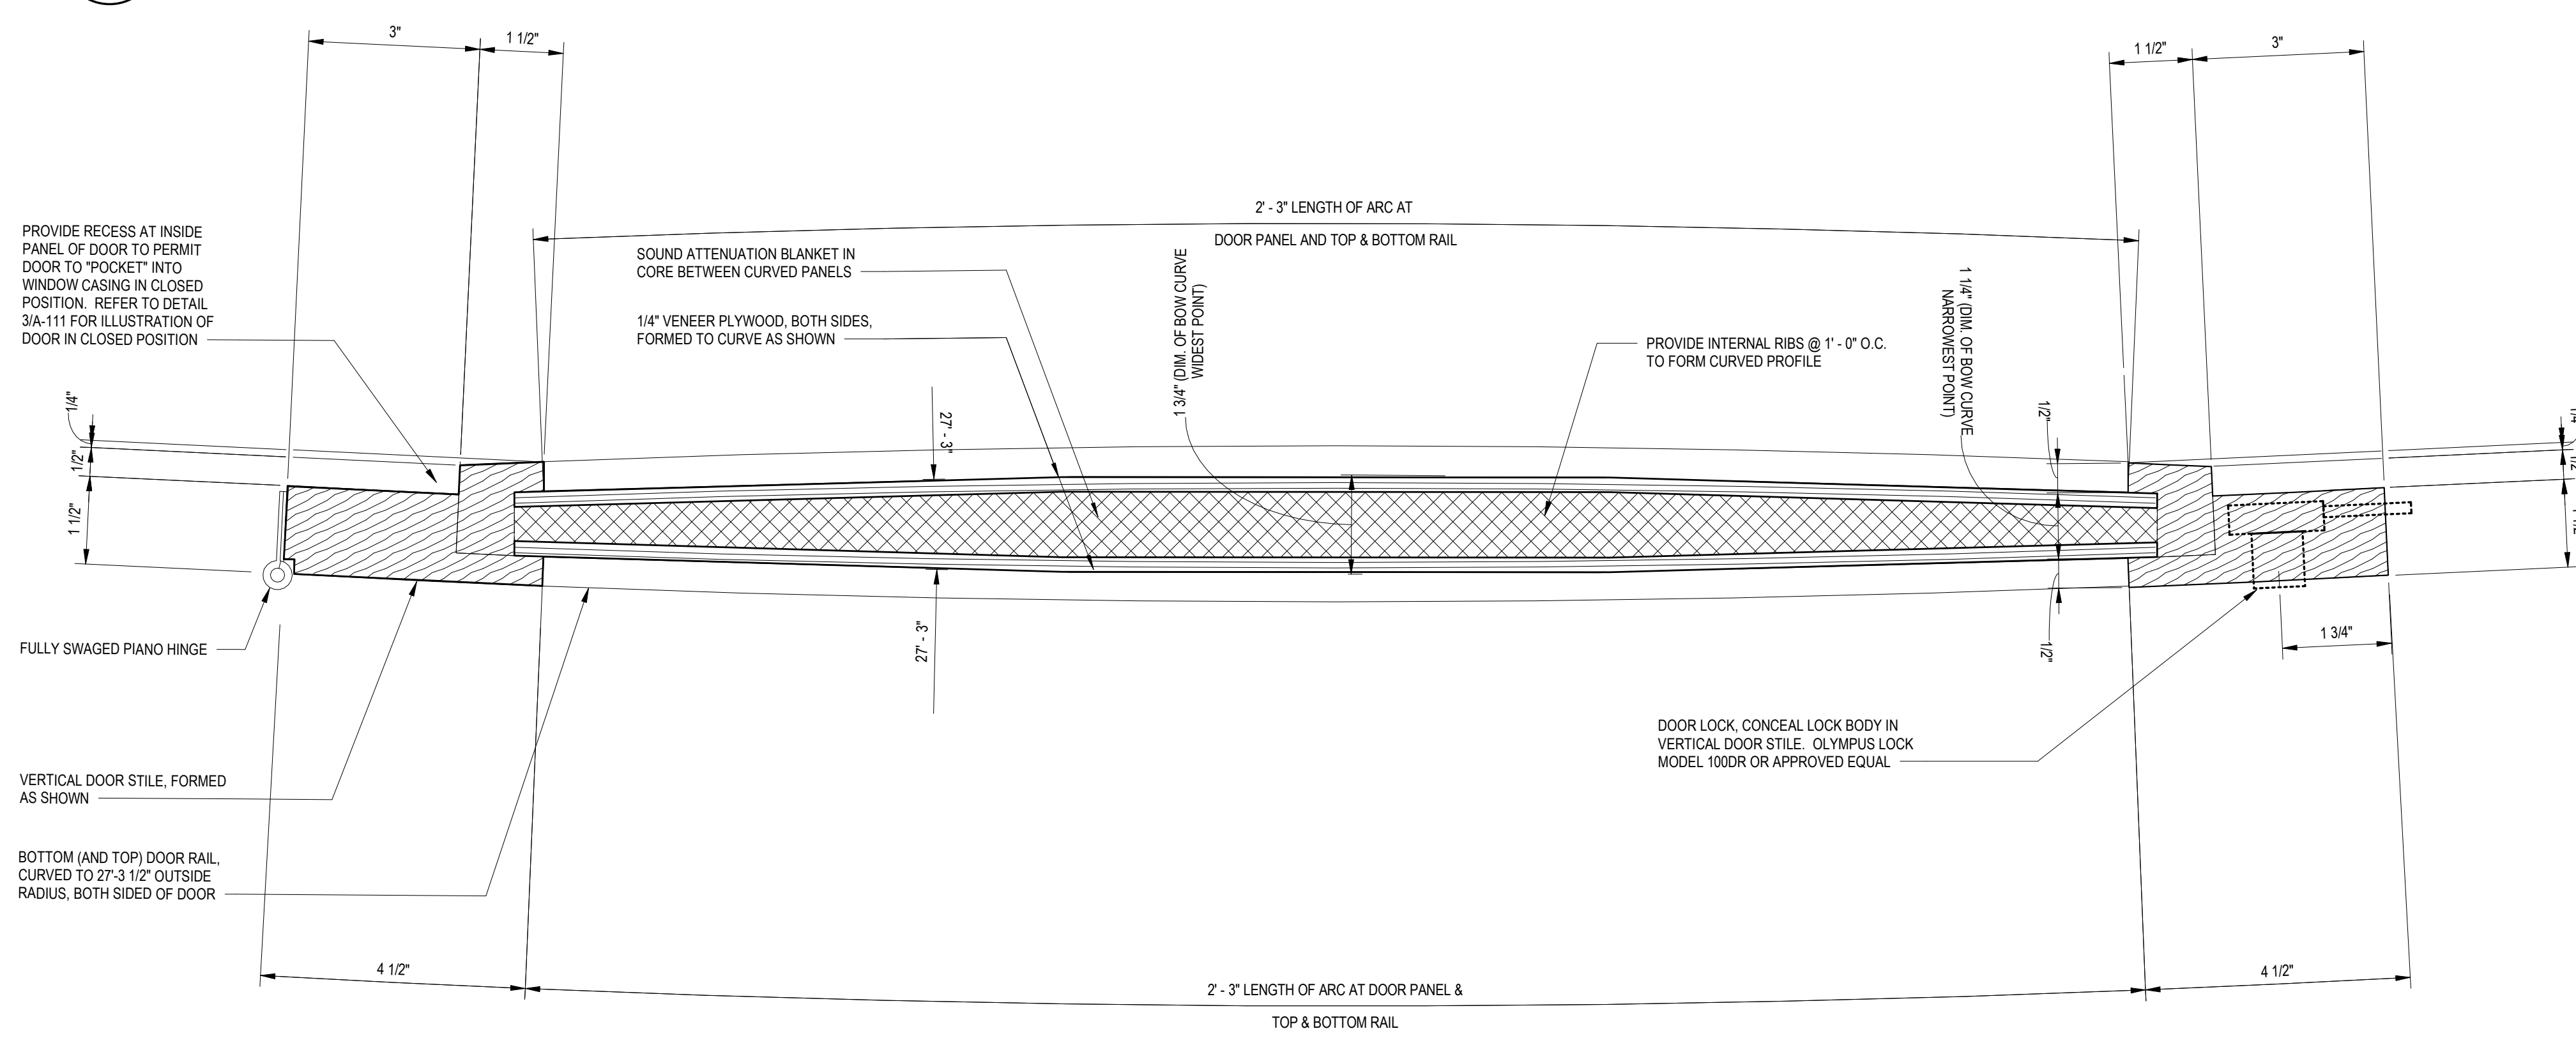 3"
1 1/2"
1 1/2"
3"
2' - 3" LENGTH OF ARC AT
DOOR PANEL AND TOP & BOTTOM RAIL
PROVIDE RECESS AT INSIDE
PANEL OF DOOR TO PERMIT
DOOR TO "POCKET" INTO
WINDOW CASING IN CLOSED
POSITION. REFER TO DETAIL
3/A-111 FOR ILLUSTRATION OF
DOOR IN CLOSED POSITION
SOUND ATTENUATION BLANKET IN
CORE BETWEEN CURVED PANELS
1/4" VENEER PLYWOOD, BOTH SIDES,
FORMED TO CURVE AS SHOWN
1 3/4" (DIM. OF BOW CURVE
WIDEST POINT)
PROVIDE INTERNAL RIBS @ 1' - 0" O.C.
TO FORM CURVED PROFILE
1 1/4" (DIM. OF BOW CURVE
NARROWEST POINT)
1/4"
1/2"
1 1/2"
27' - 3"
27' - 3"
1/2"
1/2"
1 3/4"
FULLY SWAGED PIANO HINGE
VERTICAL DOOR STILE, FORMED
AS SHOWN
BOTTOM (AND TOP) DOOR RAIL,
CURVED TO 27'-3 1/2" OUTSIDE
RADIUS, BOTH SIDED OF DOOR
DOOR LOCK, CONCEAL LOCK BODY IN
VERTICAL DOOR STILE. OLYMPUS LOCK
MODEL 100DR OR APPROVED EQUAL
4 1/2"
2' - 3" LENGTH OF ARC AT DOOR PANEL &
TOP & BOTTOM RAIL
4 1/2"